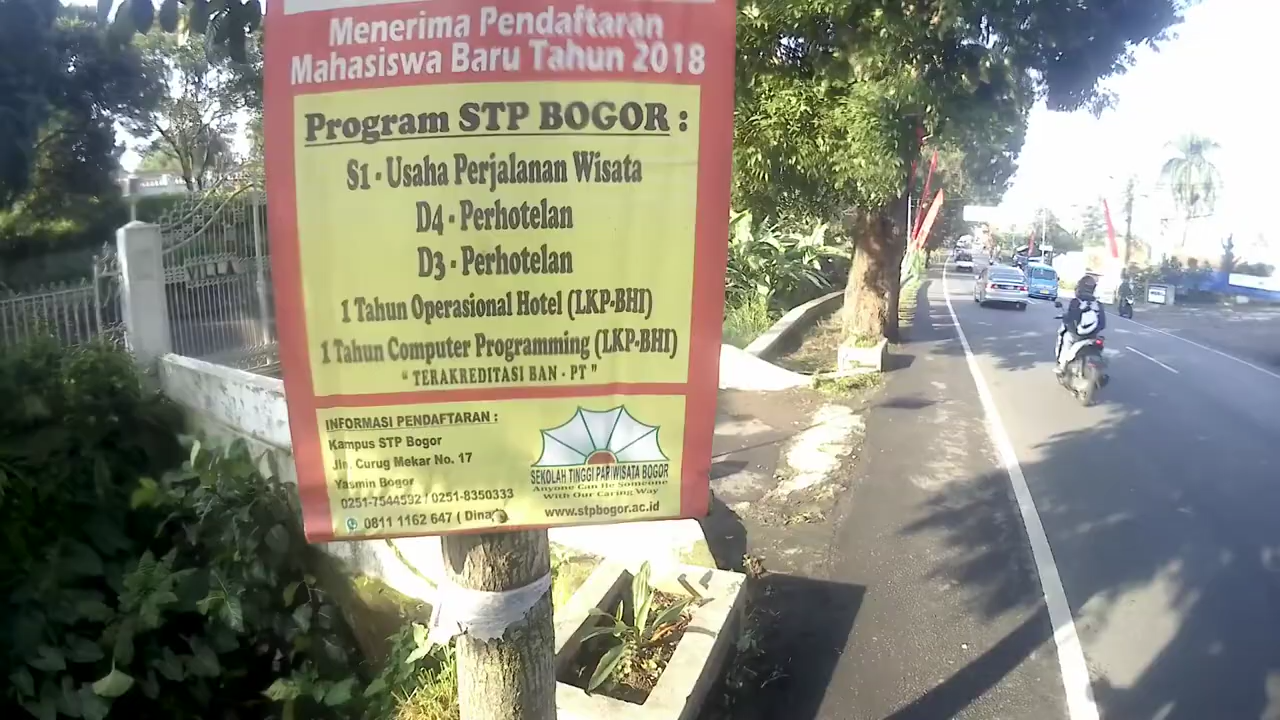 Menerima Pendaftaran
Mahasiswa Baru Tahun 2018
Program STP BOGOR :
S1 - Usaha Perjalanan Wisata
D4 - Perhotelan
D3 - Perhotelan
1 Tahun Operasional Hotel (LKP-BHI)
1 Tahun Computer Programming (LKP-BHI)
" TERAKREDITASI BAN - PT "
INFORMASI PENDAFTARAN :
Kampus STP Bogor
Jln. Curug Mekar No. 17
Yasmin Bogor
0251-7544592 / 0251-8350333
0811 1162 647 ( Dina
SEKOLAH TINGGI PARIWISATA BOGOR
Anyone Can Be Someone
With Our Caring Way
www.stpbogor.ac.id
VILLA